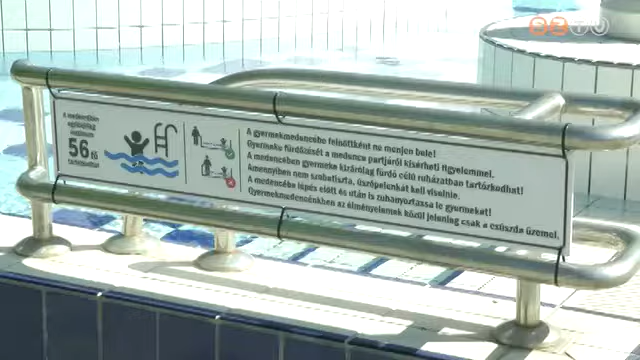 SZTV
A medencében
egyidejűleg
maximum
56 fő
tartózkodhat
A gyermekmedencébe felnőttként ne menjen bele!
Gyermeke fürdőzését a medence partjáról kísérheti figyelemmel.
A medencében gyermeke kizárólag fürdő célú ruházatban tartózkodhat!
Amennyiben nem szobatiszta, úszópelenkát kell viselnie.
A medencébe lépés előtt és után is zuhanyoztassa le gyermekét!
Gyermekmedencénkben az élményelemek közül jelenleg csak a csúszda üzemel.